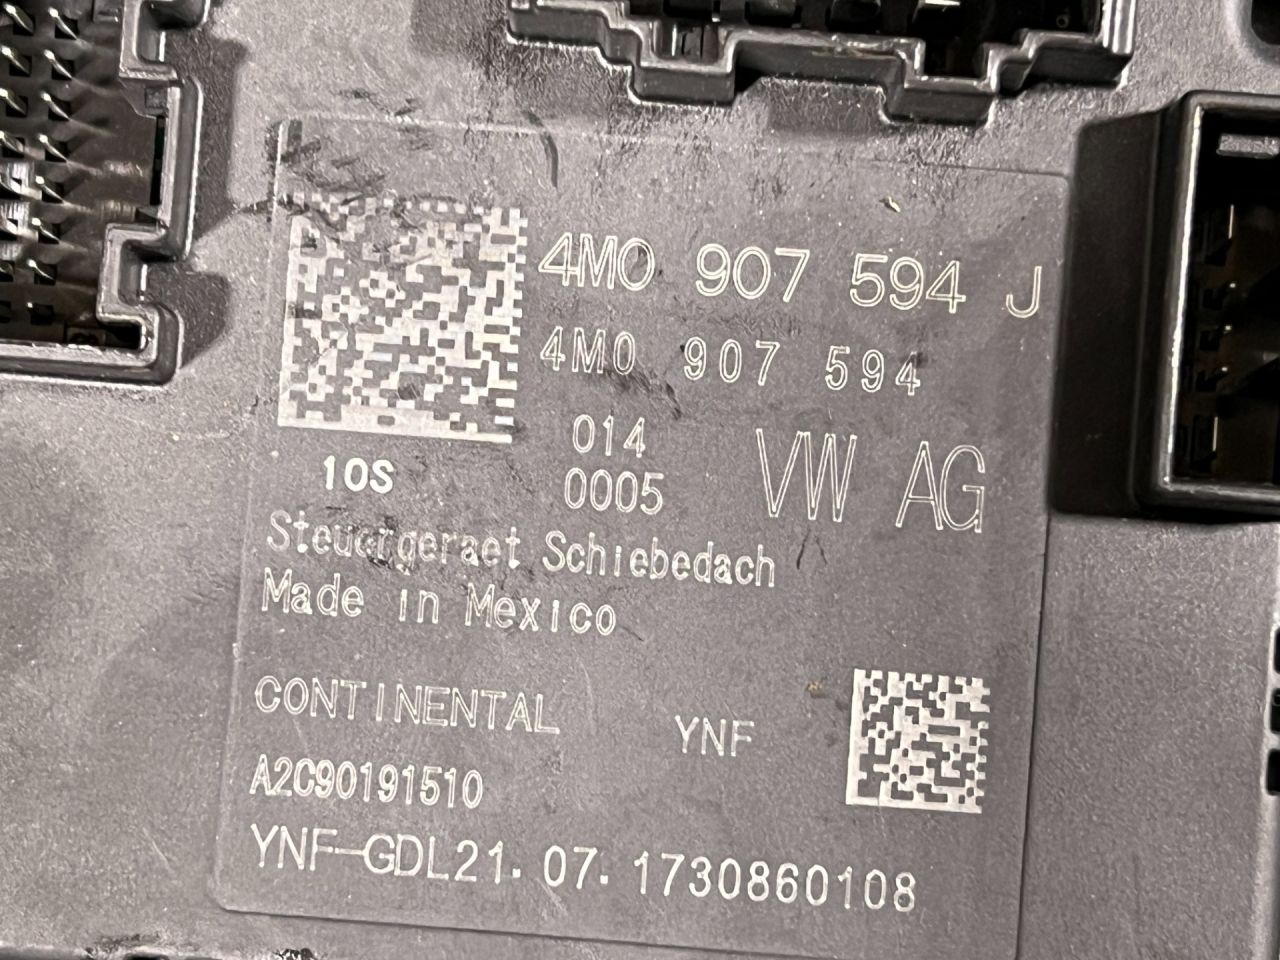 4M0 907 594 J
4M0 907 594
014
0005
VW AG
10S
Steuergeraet Schiebedach
Made in Mexico
CONTINENTAL YNF
A2C90191510
YNF-GDL21.07.1730860108